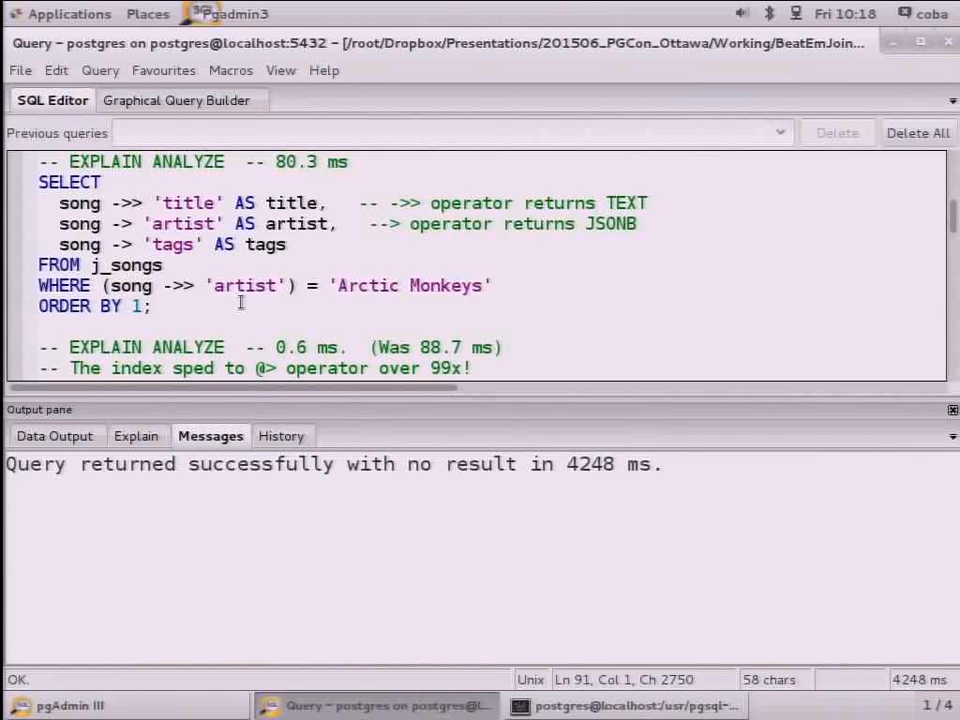 Applications Places Pgadmin3 Fri 10:18 coba
Query - postgres on postgres@localhost:5432 - [/root/Dropbox/Presentations/201506_PGCon_Ottawa/Working/BeatEmJoin...
File Edit Query Favourites Macros View Help
SQL Editor Graphical Query Builder
Previous queries Delete Delete All
-- EXPLAIN ANALYZE -- 80.3 ms
SELECT
song ->> 'title' AS title, -- ->> operator returns TEXT
song -> 'artist' AS artist, --> operator returns JSONB
song -> 'tags' AS tags
FROM j_songs
WHERE (song ->> 'artist') = 'Arctic Monkeys'
ORDER BY 1;
-- EXPLAIN ANALYZE -- 0.6 ms. (Was 88.7 ms)
-- The index sped to @> operator over 99x!
Output pane
Data Output Explain Messages History
Query returned successfully with no result in 4248 ms.
OK. Unix Ln 91, Col 1, Ch 2750 58 chars 4248 ms
pgAdmin III Query - postgres on postgres@l... postgres@localhost:/usr/pgsql-... 1 / 4